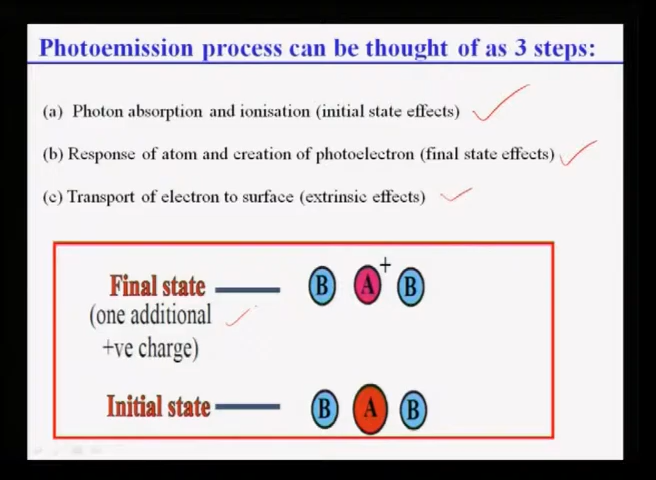 Photoemission process can be thought of as 3 steps:
(a) Photon absorption and ionisation (initial state effects)
(b) Response of atom and creation of photoelectron (final state effects)
(c) Transport of electron to surface (extrinsic effects)
Final state B A + B
(one additional
+ve charge)
Initial state B A B